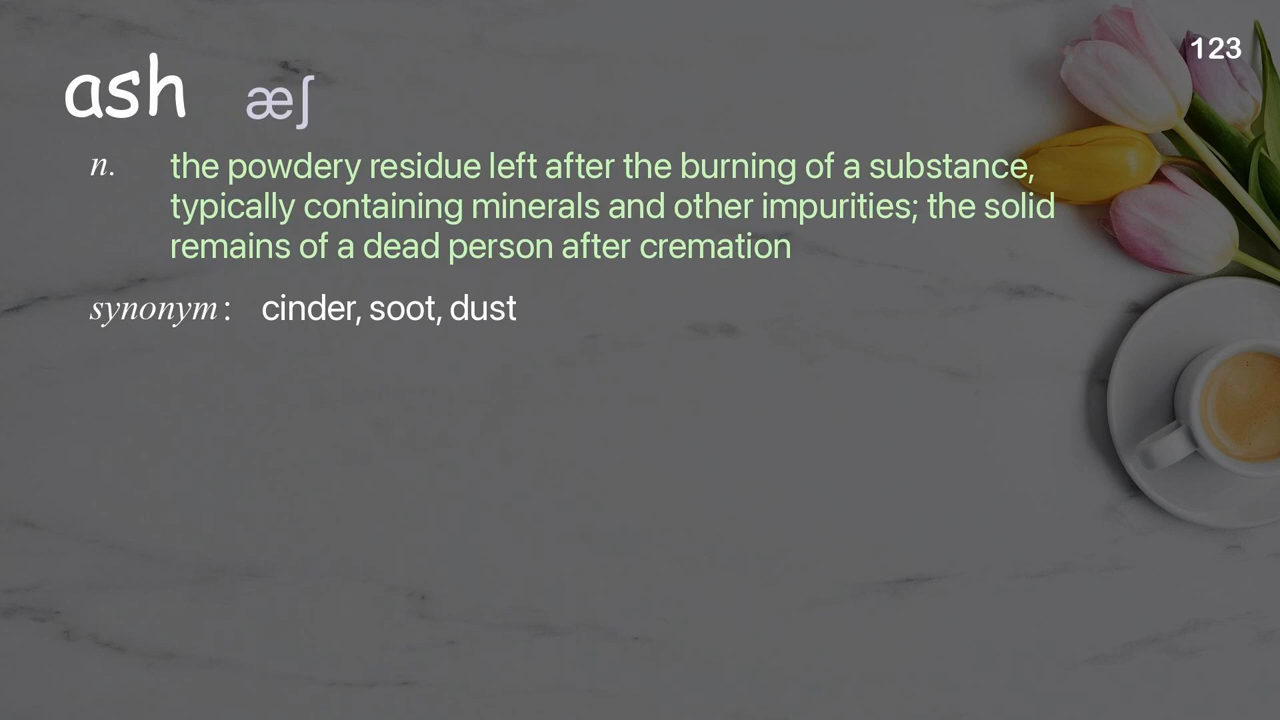 123
ash æʃ
n. the powdery residue left after the burning of a substance,
typically containing minerals and other impurities; the solid
remains of a dead person after cremation
synonym: cinder, soot, dust